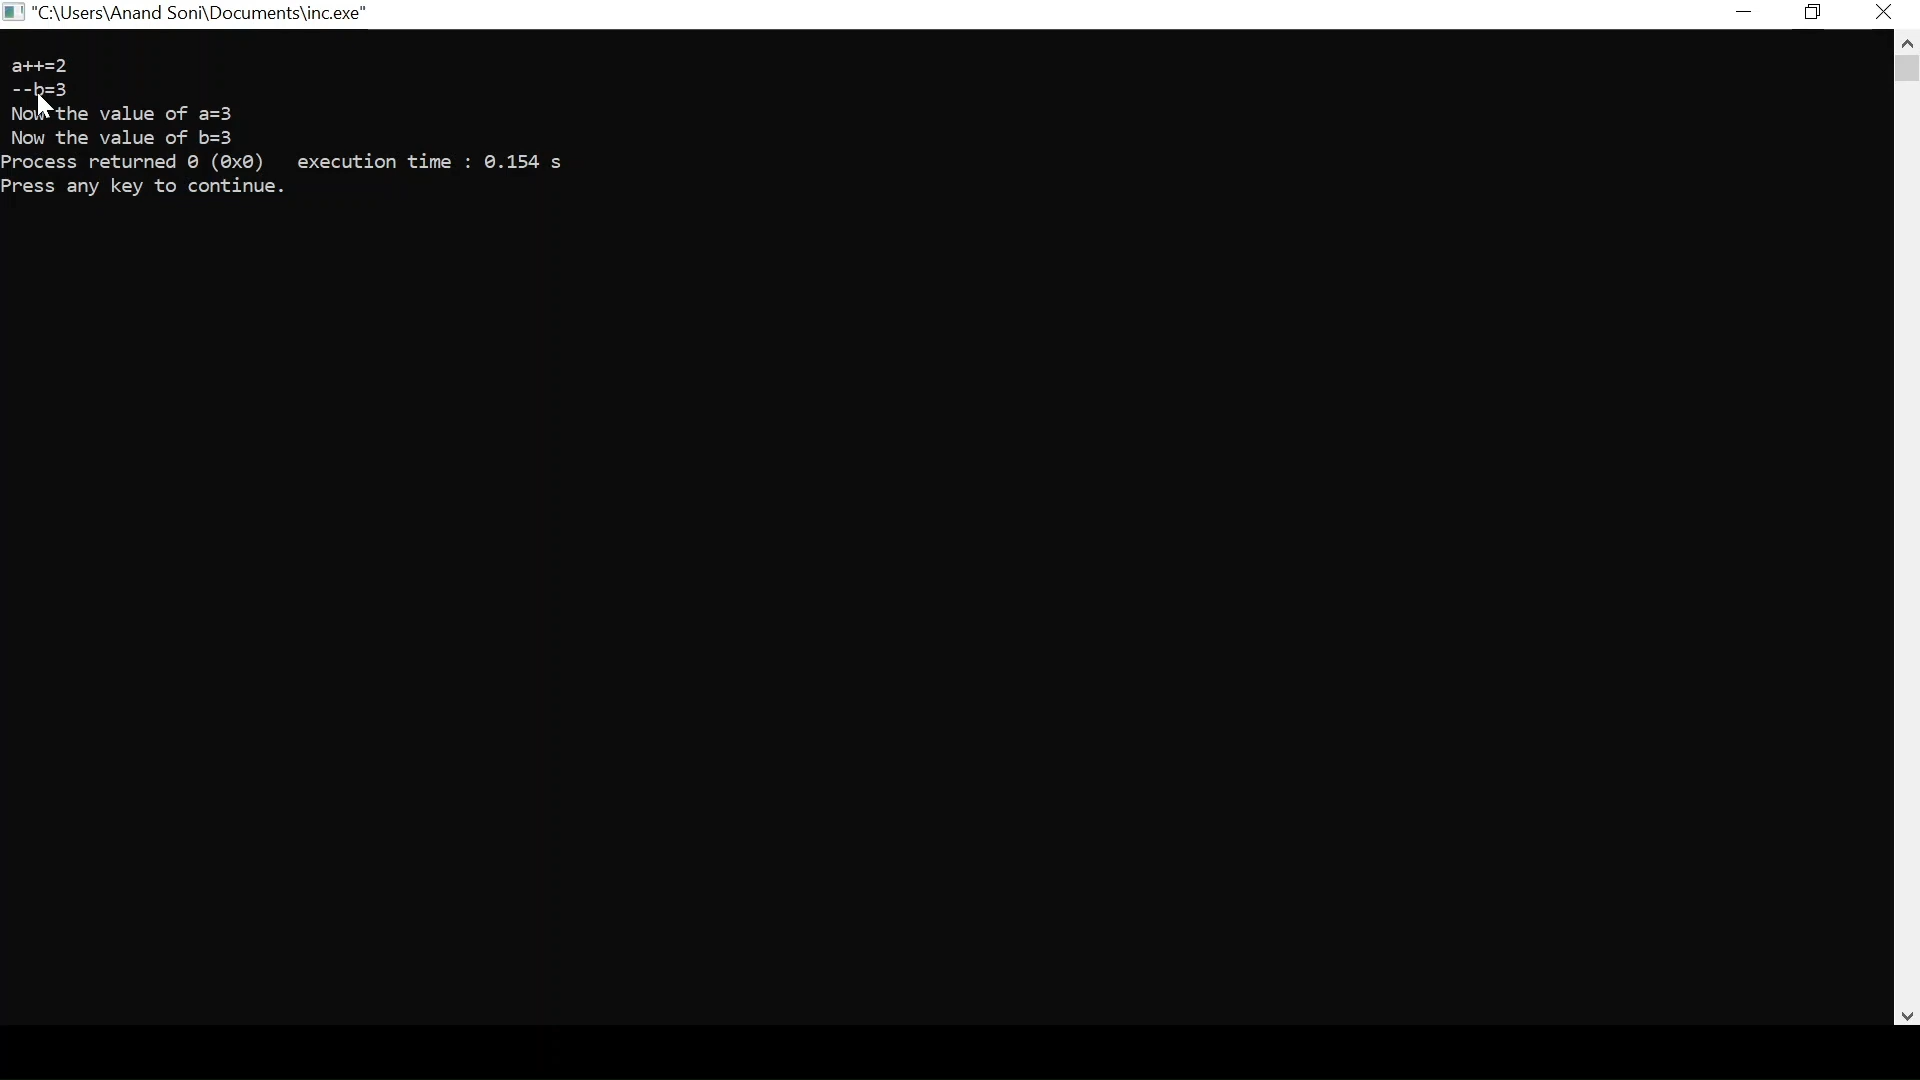 "C:\Users\Anand Soni\Documents\inc.exe"
a++=2
--b=3
Now the value of a=3
Now the value of b=3
Process returned 0 (0x0)   execution time : 0.154 s
Press any key to continue.